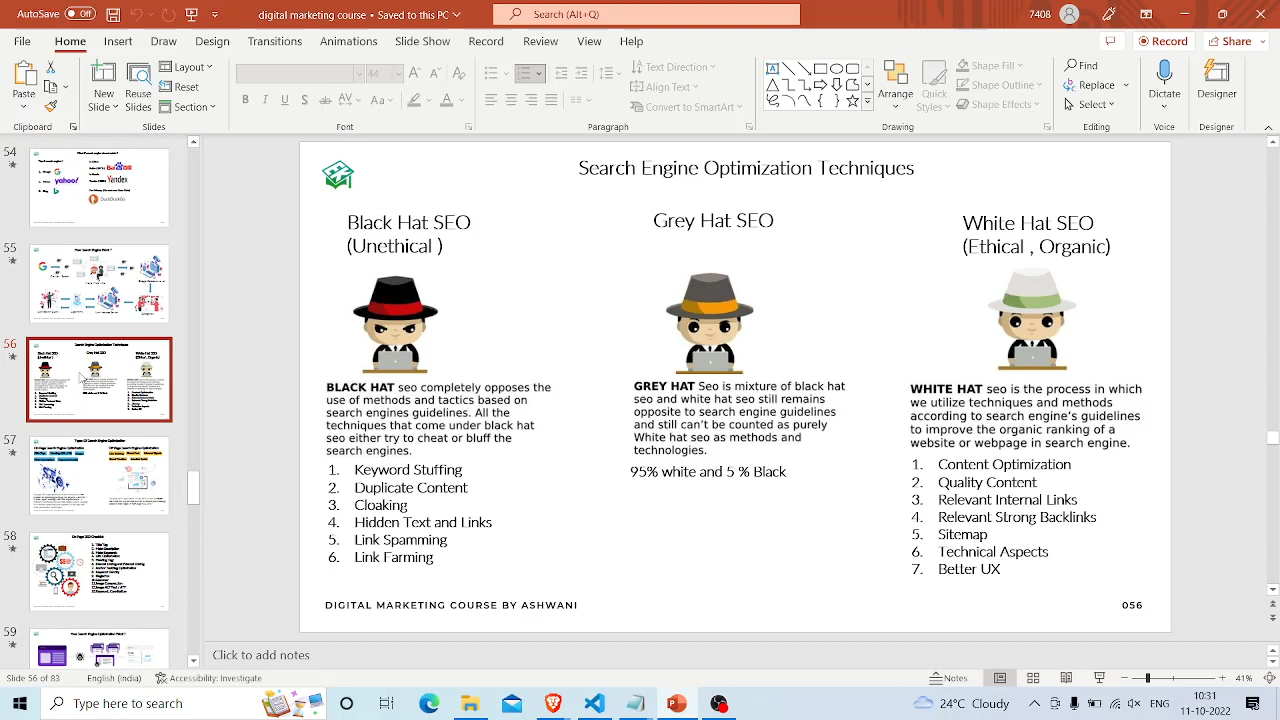 AutoSave Off
digital marketing
Search (Alt+Q)
7408
File Home Insert Draw Design Transitions Animations Slide Show Record Review View Help
Record Share
Paste
Clipboard
New Slide
Reuse Slides
Layout
Reset
Section
Slides
44
Font
Text Direction
Align Text
Convert to SmartArt
Paragraph
Arrange
Quick Styles
Shape Fill
Shape Outline
Shape Effects
Drawing
Find
Replace
Select
Editing
Dictate
Voice
Designer
Designer
54
55
56
57
58
59
Search Engine Optimization Techniques
Black Hat SEO
(Unethical )
Grey Hat SEO
White Hat SEO
(Ethical , Organic)
BLACK HAT seo completely opposes the
use of methods and tactics based on
search engines guidelines. All the
techniques that come under black hat
seo either try to cheat or blurt the
search engines.
1. Keyword Stuffing
2. Duplicate Content
3. Cloaking
4. Hidden Text and Links
5. Link Spamming
6. Link Farming
GREY HAT Seo is mixture of black hat
seo and white hat seo still remains
opposite to search engine guidelines
and still can't be counted as purely
White hat seo as methods and
technologies.
95% white and 5 % Black
WHITE HAT seo is the process in which
we utilize techniques and methods
according to search engine's guidelines
to improve the organic ranking of a
website or webpage in search engine.
1. Content Optimization
2. Quality Content
3. Relevant Internal Links
4. Relevant Strong Backlinks
5. Sitemap
6. Technical Aspects
7. Better UX
DIGITAL MARKETING COURSE BY ASHWANI
056
Click to add notes
Slide 56 of 83 English (India) Accessibility: Investigate
Notes
41%
Type here to search
24°C Cloudy
ENG
10:31
11-10-2022